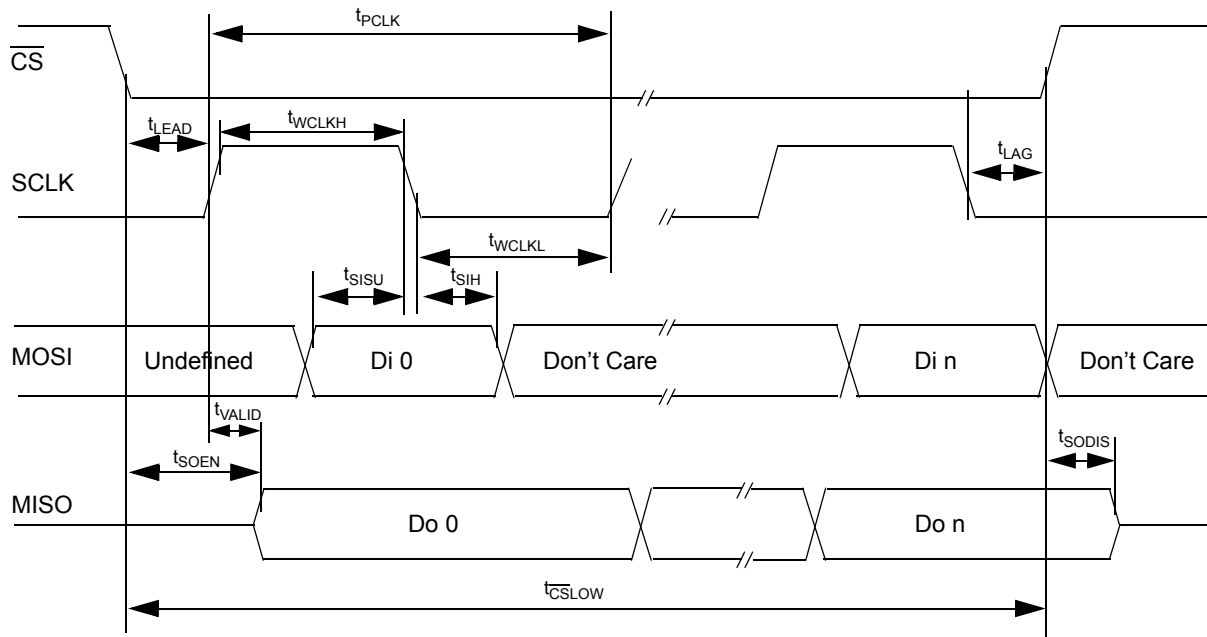 tPCLK
CS
tLEAD
tWCLKH
tLAG
SCLK
tWCLKL
tSISU
tSIH
MOSI
Undefined
Di 0
Don't Care
Di n
Don't Care
tVALID
tSOEN
tSODIS
MISO
Do 0
Do n
tCSLOW